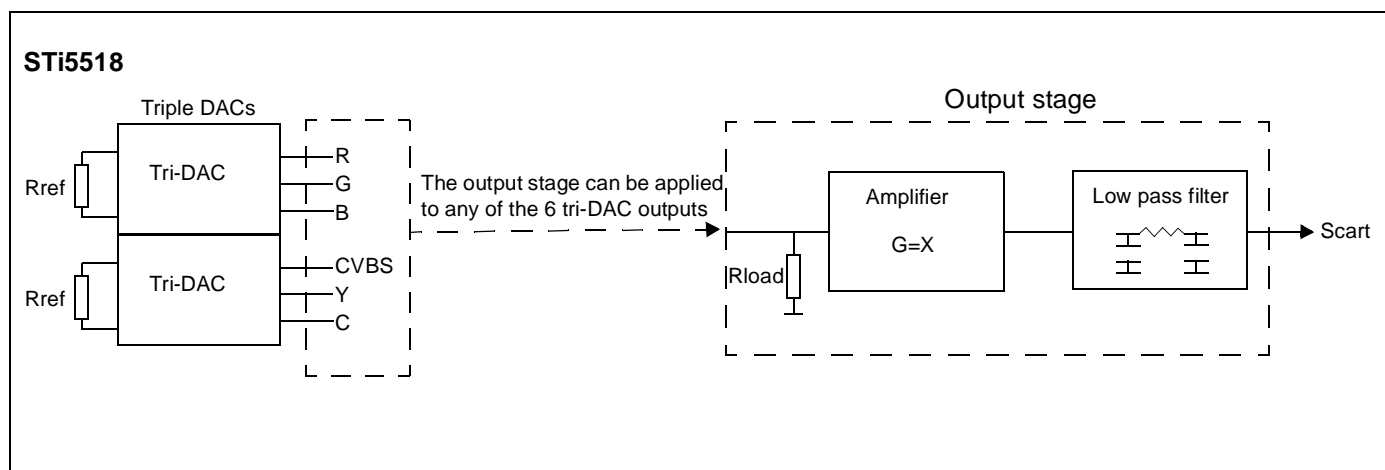 STi5518
Triple DACs
Output stage
Rref
Tri-DAC
R
G
B
Rref
Tri-DAC
CVBS
Y
C
The output stage can be applied
to any of the 6 tri-DAC outputs
Rload
Amplifier
G=X
Low pass filter
Scart